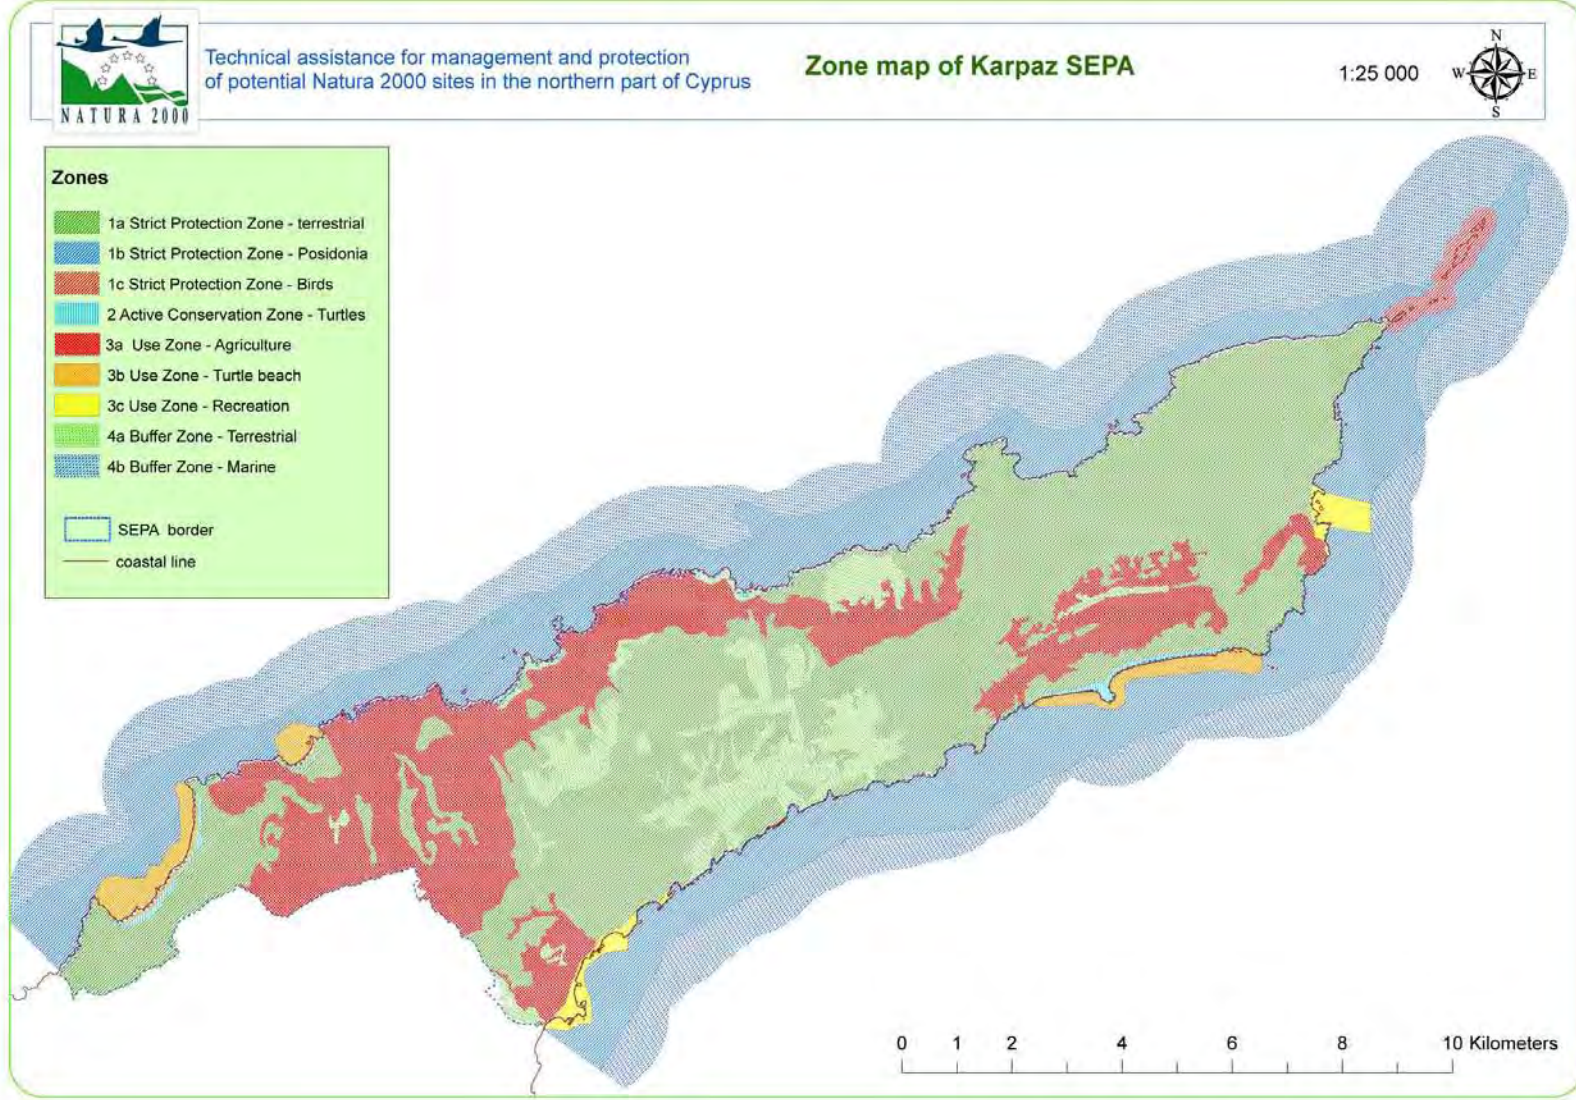 NATURA 2000
Technical assistance for management and protection
of potential Natura 2000 sites in the northern part of Cyprus
Zone map of Karpaz SEPA
1:25 000
N
W E
S
Zones
1a Strict Protection Zone - terrestrial
1b Strict Protection Zone - Posidonia
1c Strict Protection Zone - Birds
2 Active Conservation Zone - Turtles
3a Use Zone - Agriculture
3b Use Zone - Turtle beach
3c Use Zone - Recreation
4a Buffer Zone - Terrestrial
4b Buffer Zone - Marine
SEPA border
coastal line
0 1 2 4 6 8 10 Kilometers